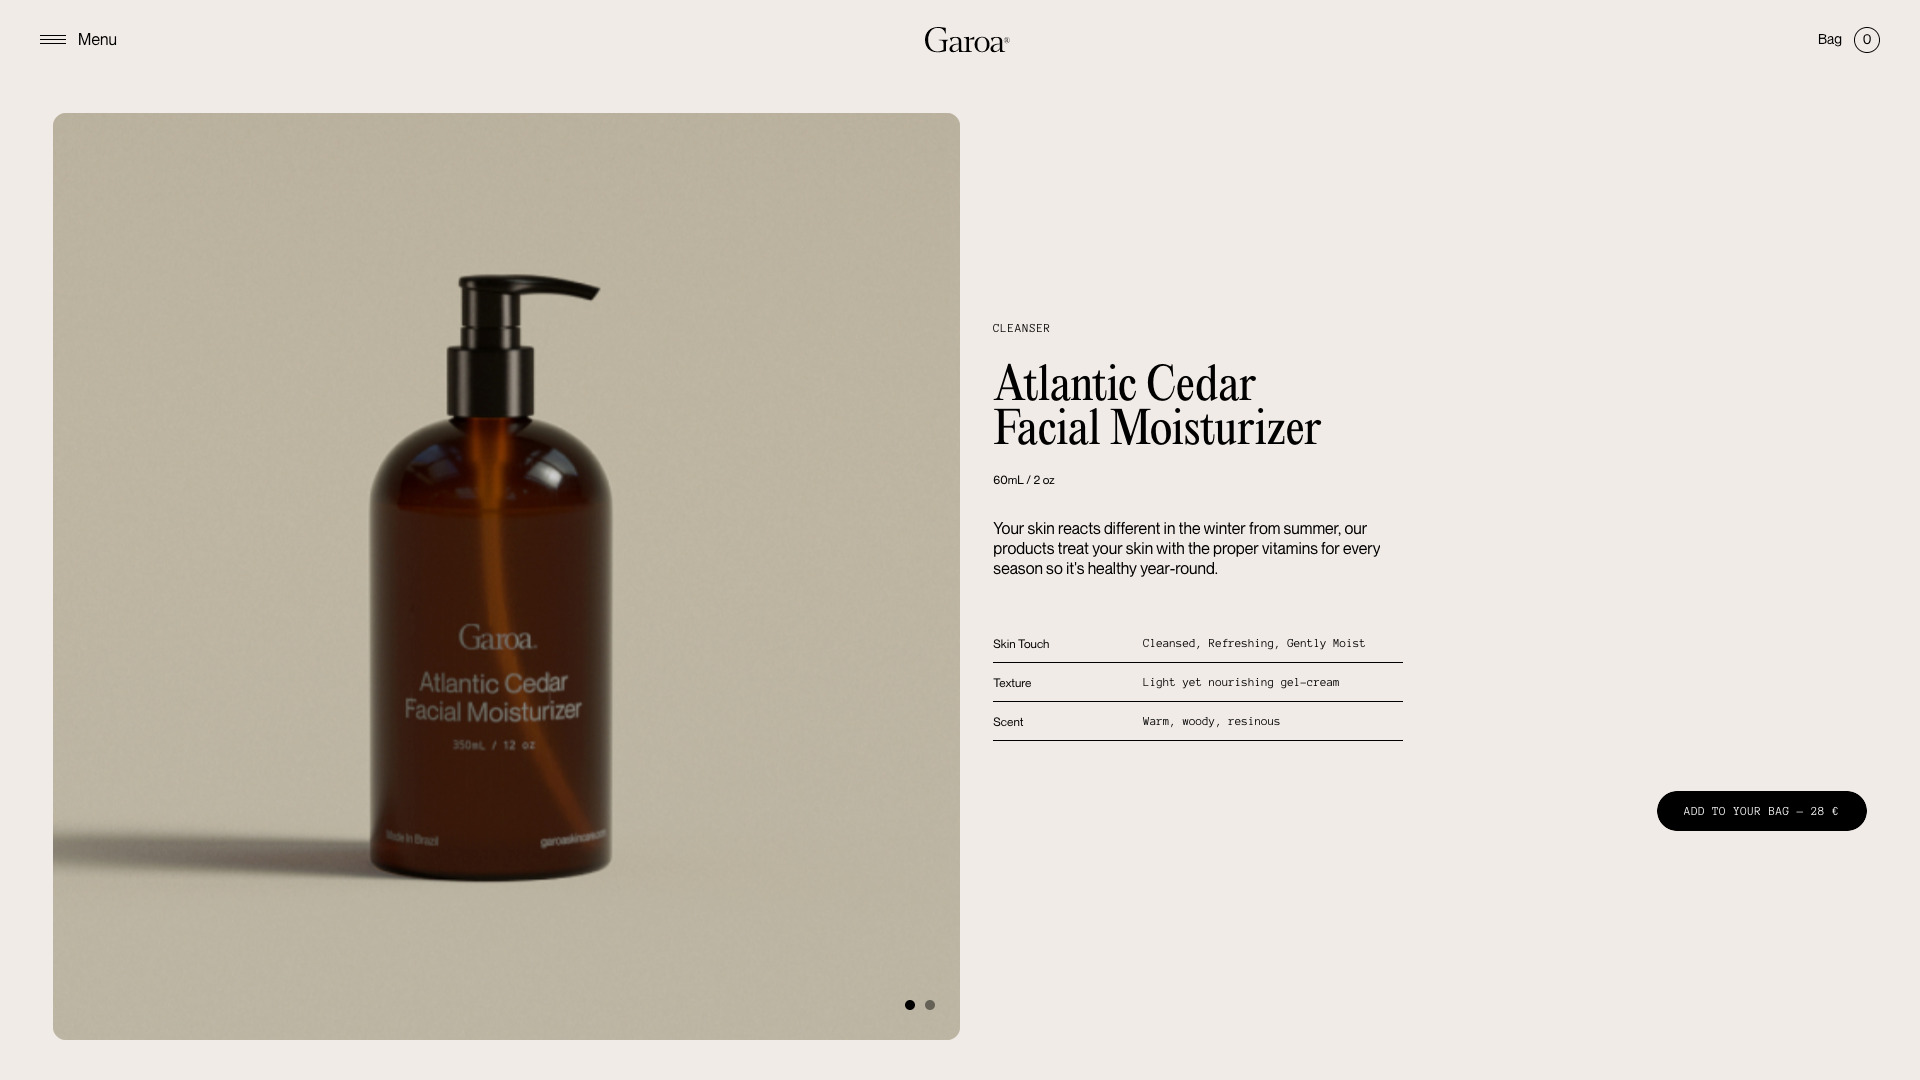 Menu
Garoa®
Bag 0
Garoa.
Atlantic Cedar
Facial Moisturizer
350mL / 12 oz
Made in Brazil
garoaskincare.com
CLEANSER
Atlantic Cedar
Facial Moisturizer
60mL / 2 oz
Your skin reacts different in the winter from summer, our
products treat your skin with the proper vitamins for every
season so it's healthy year-round.
Skin Touch Cleansed, Refreshing, Gently Moist
Texture Light yet nourishing gel-cream
Scent Warm, woody, resinous
ADD TO YOUR BAG — 28 €